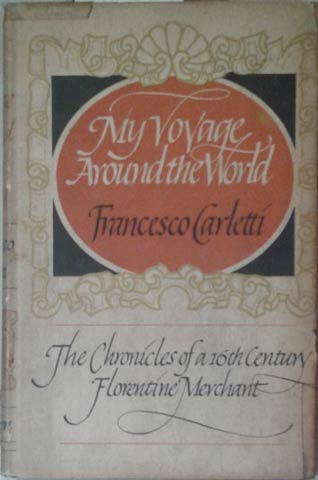 My Voyage
Around the World
Francesco Carletti
The Chronicles of a 16th Century
Florentine Merchant